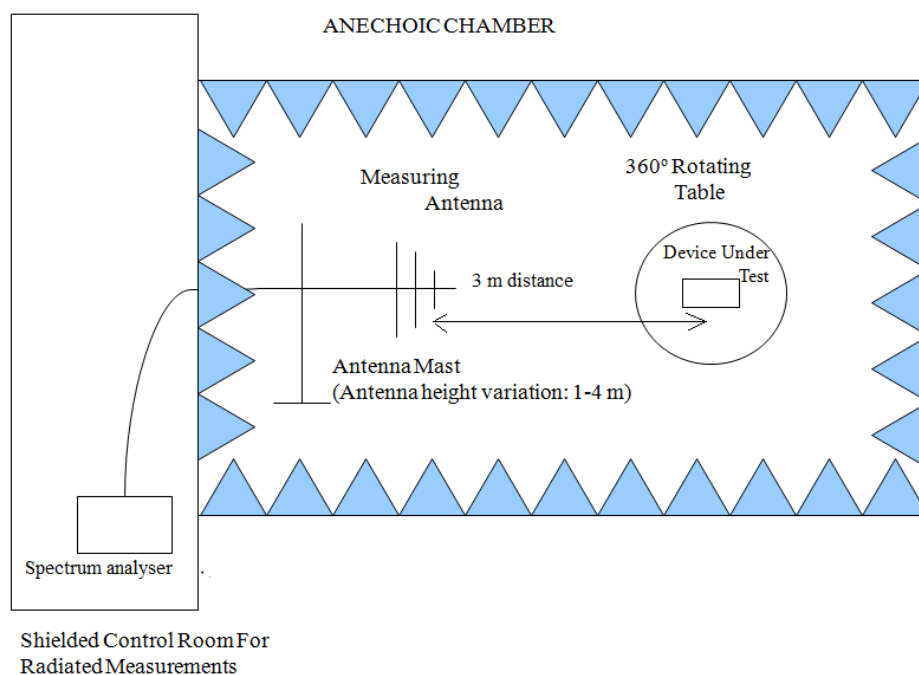 ANECHOIC CHAMBER
360º Rotating
Table
Measuring
Antenna
Device Under
Test
3 m distance
Antenna Mast
(Antenna height variation: 1-4 m)
Spectrum analyser
Shielded Control Room For
Radiated Measurements